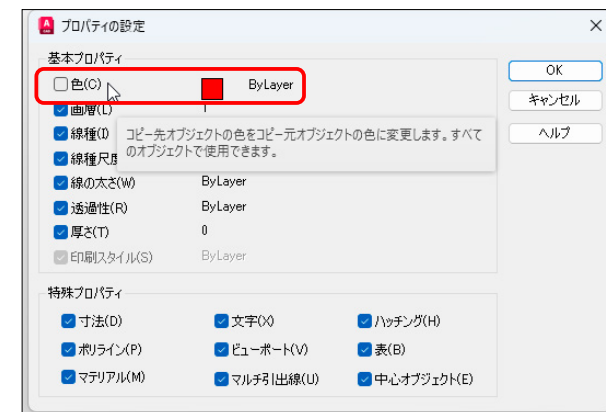 プロパティの設定
基本プロパティ
色(C) ByLayer
画層(L) 1
線種(I)
コピー先オブジェクトの色をコピー元オブジェクトの色に変更します。すべて
のオブジェクトで使用できます。
線種尺度
線の太さ(W) ByLayer
透過性(R) ByLayer
厚さ(T) 0
印刷スタイル(S) ByLayer
特殊プロパティ
寸法(D) 文字(X) ハッチング(H)
ポリライン(P) ビューポート(V) 表(B)
マテリアル(M) マルチ引出線(U) 中心オブジェクト(E)
OK
キャンセル
ヘルプ